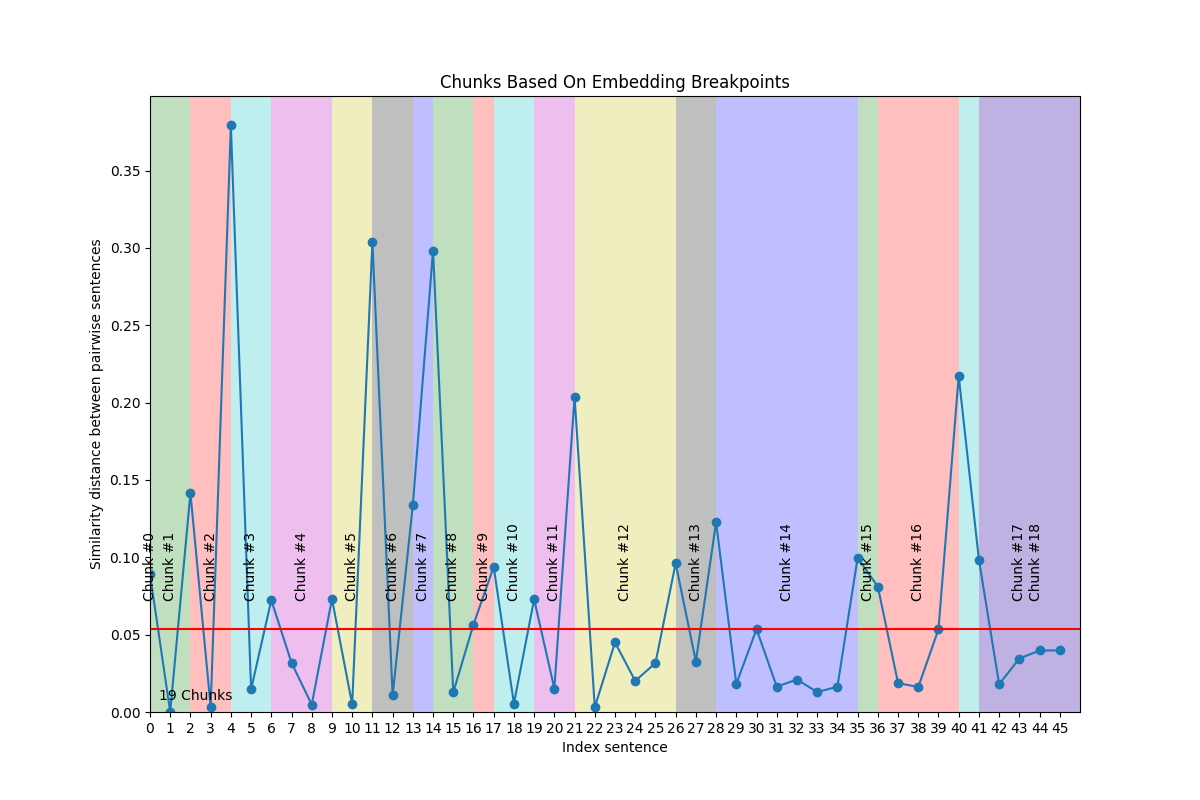 Chunks Based On Embedding Breakpoints
Similarity distance between pairwise sentences
0.35
0.30
0.25
0.20
0.15
0.10
0.05
0.00
Chunk #0
Chunk #1
Chunk #2
Chunk #3
Chunk #4
Chunk #5
Chunk #6
Chunk #7
Chunk #8
Chunk #9
Chunk #10
Chunk #11
Chunk #12
Chunk #13
Chunk #14
Chunk #15
Chunk #16
Chunk #17
Chunk #18
19 Chunks
0 1 2 3 4 5 6 7 8 9 10 11 12 13 14 15 16 17 18 19 20 21 22 23 24 25 26 27 28 29 30 31 32 33 34 35 36 37 38 39 40 41 42 43 44 45
Index sentence